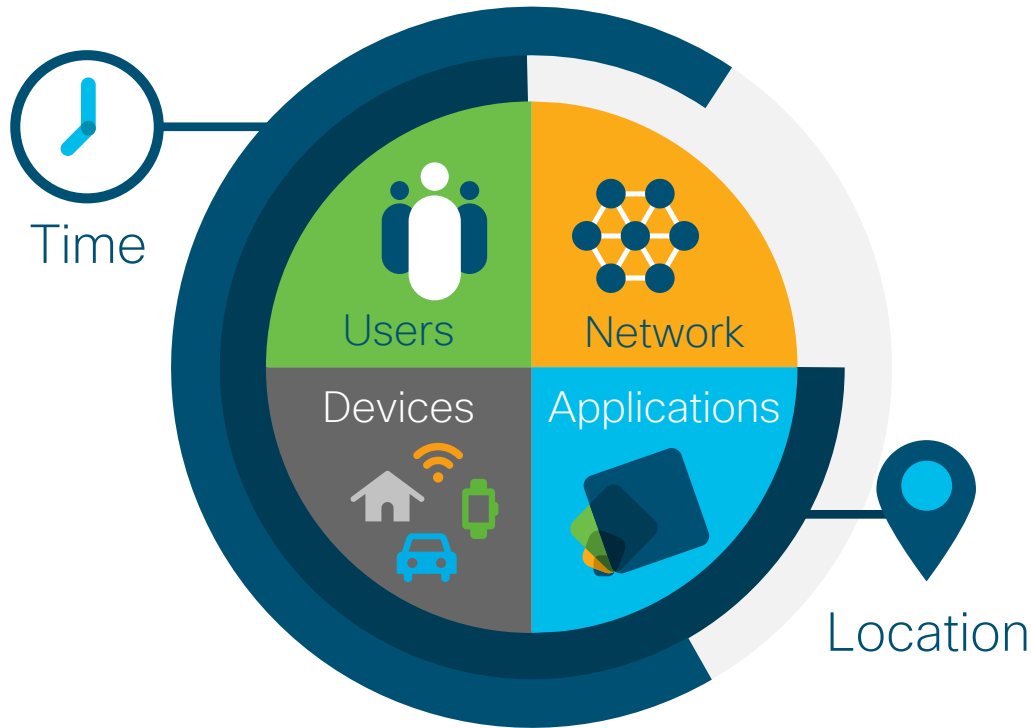 Time
Users
Network
Devices
Applications
Location